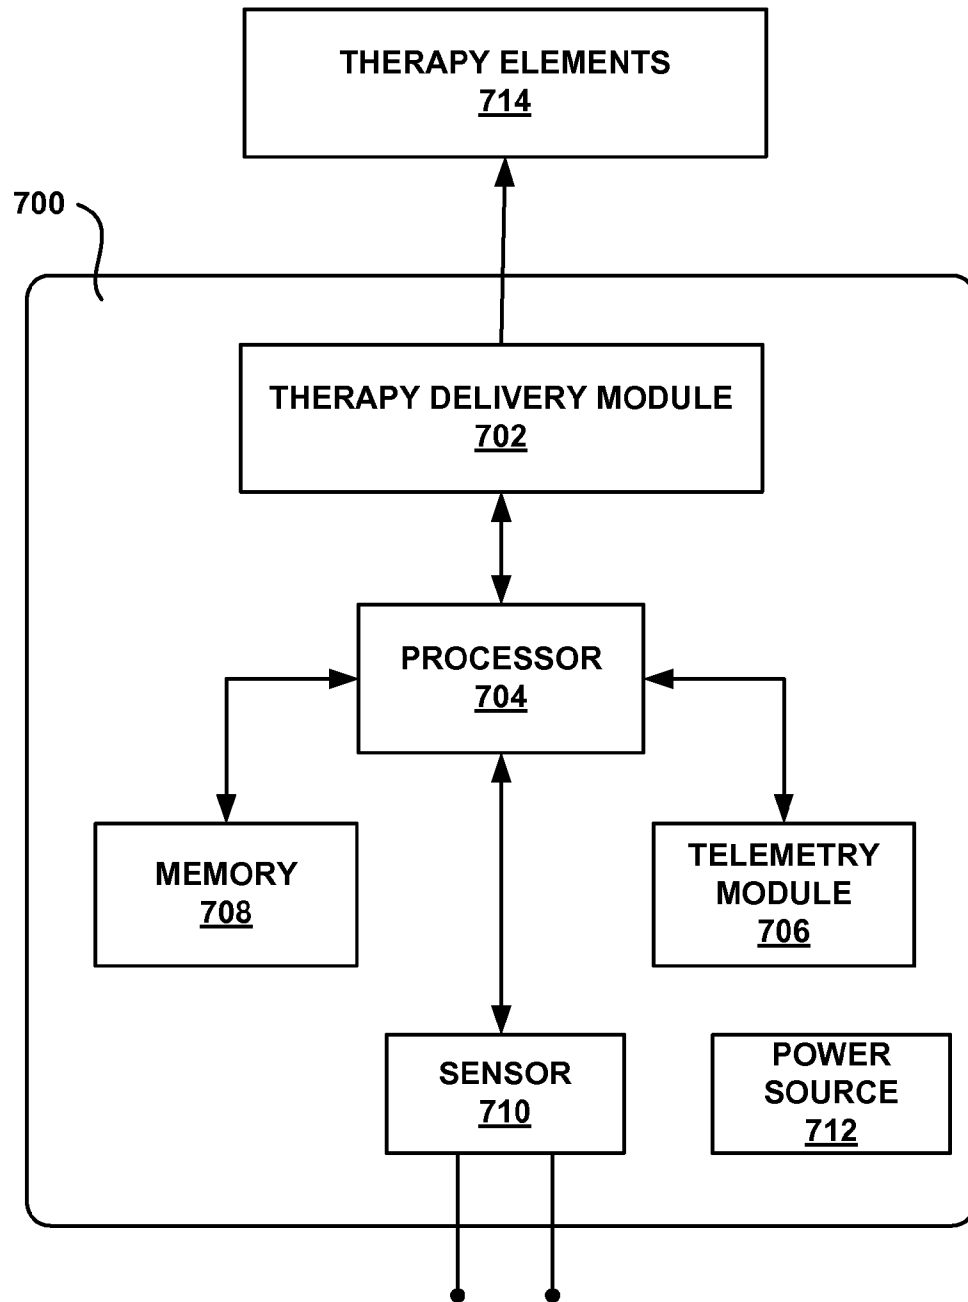 THERAPY ELEMENTS
714
700
THERAPY DELIVERY MODULE
702
PROCESSOR
704
MEMORY
708
TELEMETRY
MODULE
706
SENSOR
710
POWER
SOURCE
712